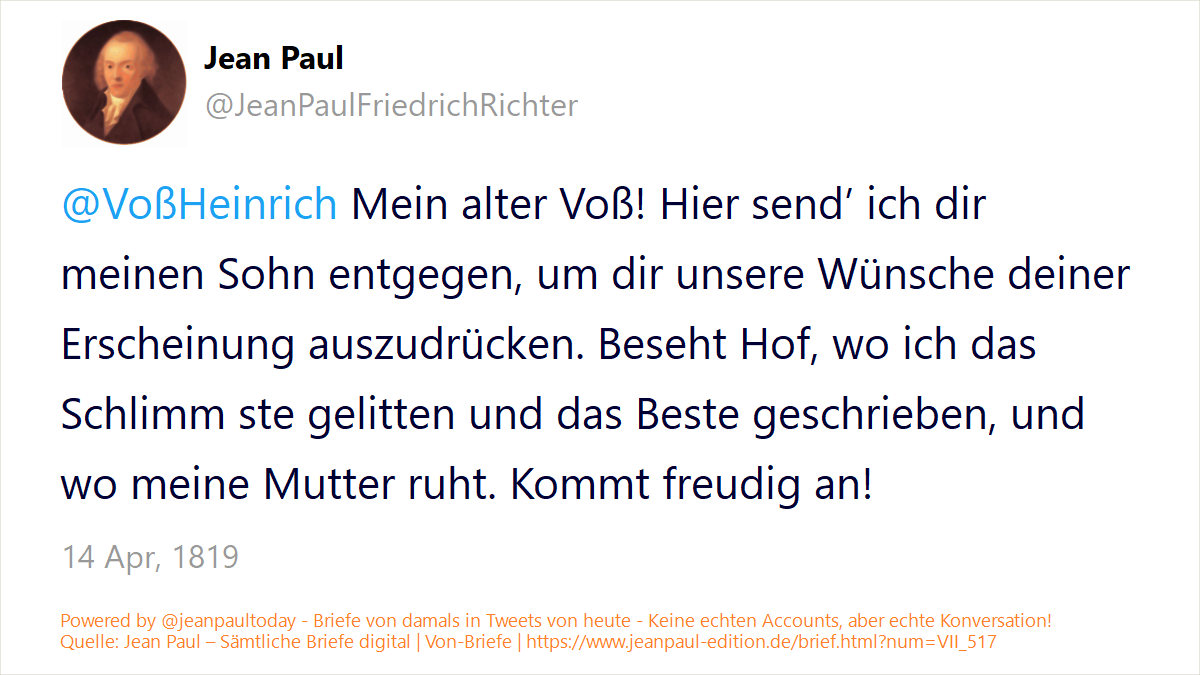 Jean Paul
@JeanPaulFriedrichRichter
@VoßHeinrich Mein alter Voß! Hier send’ ich dir
meinen Sohn entgegen, um dir unsere Wünsche deiner
Erscheinung auszudrücken. Beseht Hof, wo ich das
Schlimm ste gelitten und das Beste geschrieben, und
wo meine Mutter ruht. Kommt freudig an!
14 Apr, 1819
Powered by @jeanpaultoday - Briefe von damals in Tweets von heute - Keine echten Accounts, aber echte Konversation!
Quelle: Jean Paul – Sämtliche Briefe digital | Von-Briefe | https://www.jeanpaul-edition.de/brief.html?num=VII_517